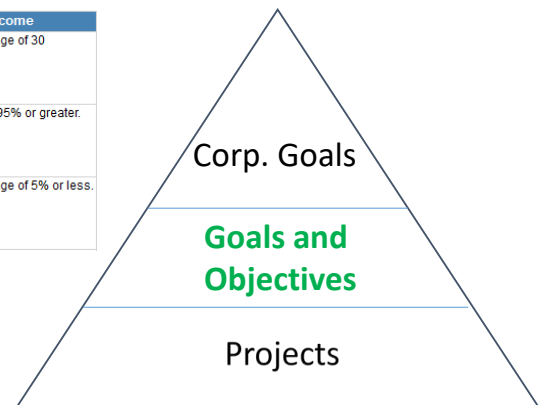 come
ge of 30
95% or greater.
ge of 5% or less.
Corp. Goals
Goals and
Objectives
Projects